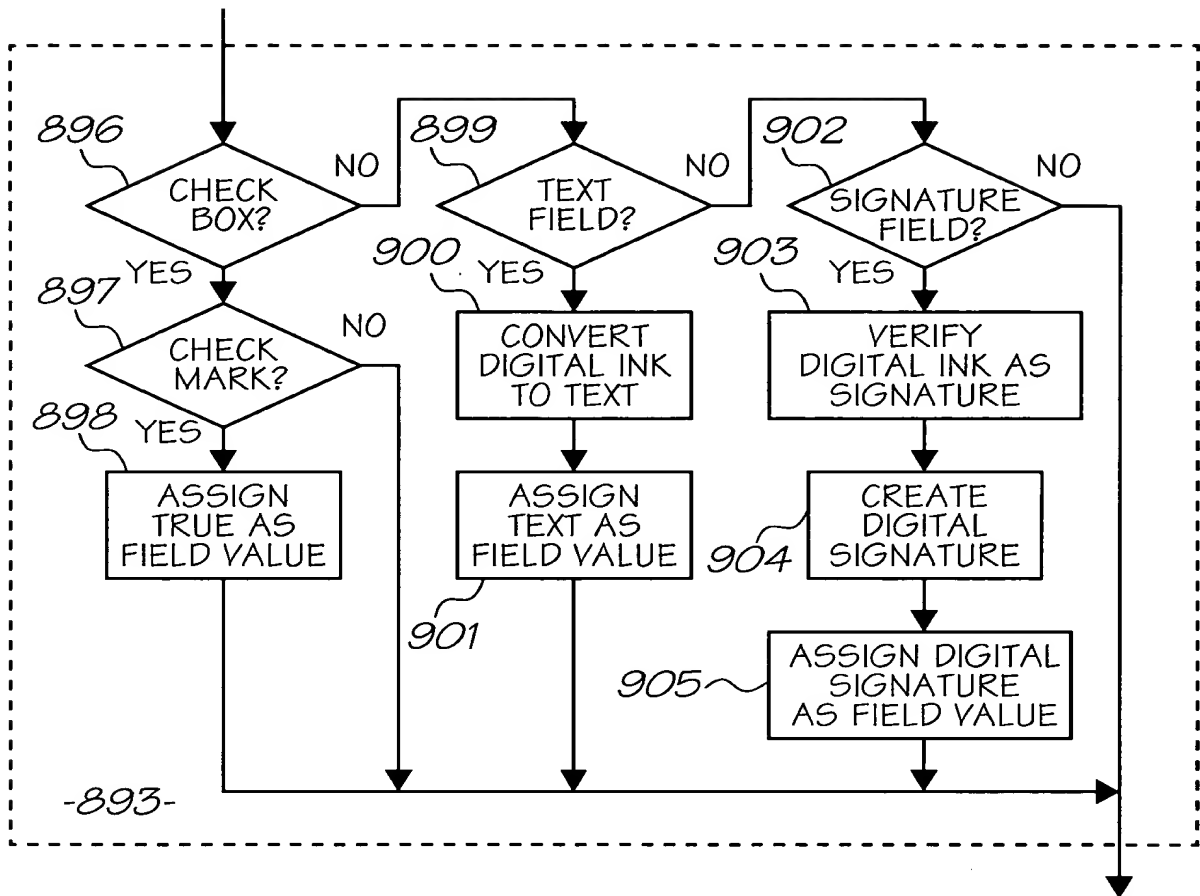 896
CHECK
BOX?
NO
YES
897
CHECK
MARK?
NO
YES
898
ASSIGN
TRUE AS
FIELD VALUE
899
TEXT
FIELD?
NO
YES
900
CONVERT
DIGITAL INK
TO TEXT
ASSIGN
TEXT AS
FIELD VALUE
901
902
SIGNATURE
FIELD?
NO
YES
903
VERIFY
DIGITAL INK AS
SIGNATURE
CREATE
DIGITAL
SIGNATURE
904
905
ASSIGN DIGITAL
SIGNATURE
AS FIELD VALUE
-893-